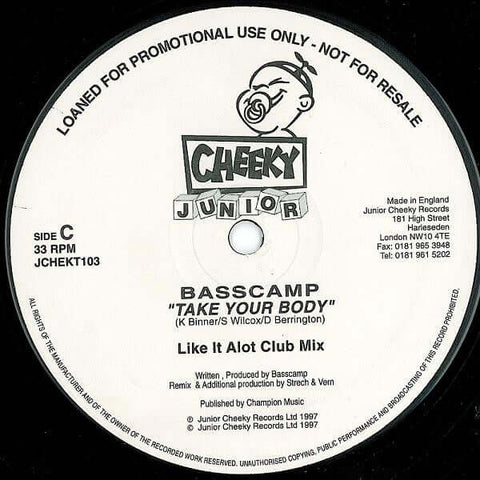 LOANED FOR PROMOTIONAL USE ONLY - NOT FOR RESALE
CHEEKY
JUNIOR
SIDE C
33 RPM
JCHEKT103
Made in England
Junior Cheeky Records
181 High Street
Harleseden
London NW10 4TE
Fax: 0181 965 3948
Tel: 0181 961 5202
BASSCAMP
"TAKE YOUR BODY"
(K Binner/S Wilcox/D Berrington)
Like It Alot Club Mix
Written , Produced by Basscamp
Remix & Additional production by Strech & Vern
Published by Champion Music
℗ Junior Cheeky Records Ltd 1997
© Junior Cheeky Records Ltd 1997
ALL RIGHTS OF THE MANUFACTURER AND OF THE OWNER OF THE RECORDED WORK RESERVED. UNAUTHORISED COPYING, PUBLIC PERFORMANCE AND BROADCASTING OF THIS RECORD PROHIBITED.